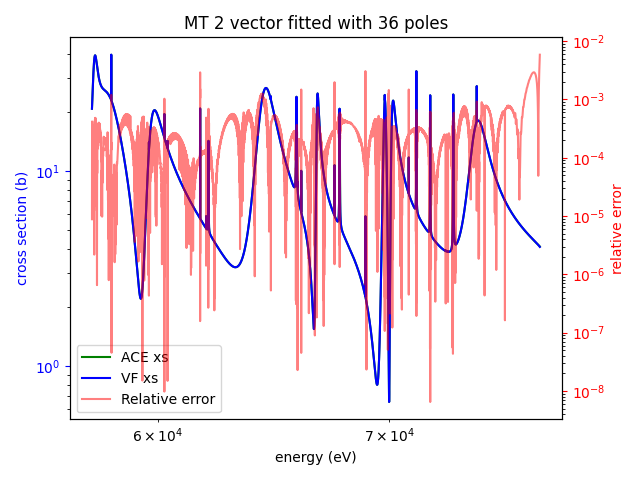 MT 2 vector fitted with 36 poles
10⁻²
10⁻³
10⁻⁴
10⁻⁵
10⁻⁶
10⁻⁷
10⁻⁸
relative error
10¹
10⁰
cross section (b)
ACE xs
VF xs
Relative error
6 × 10⁴
7 × 10⁴
energy (eV)